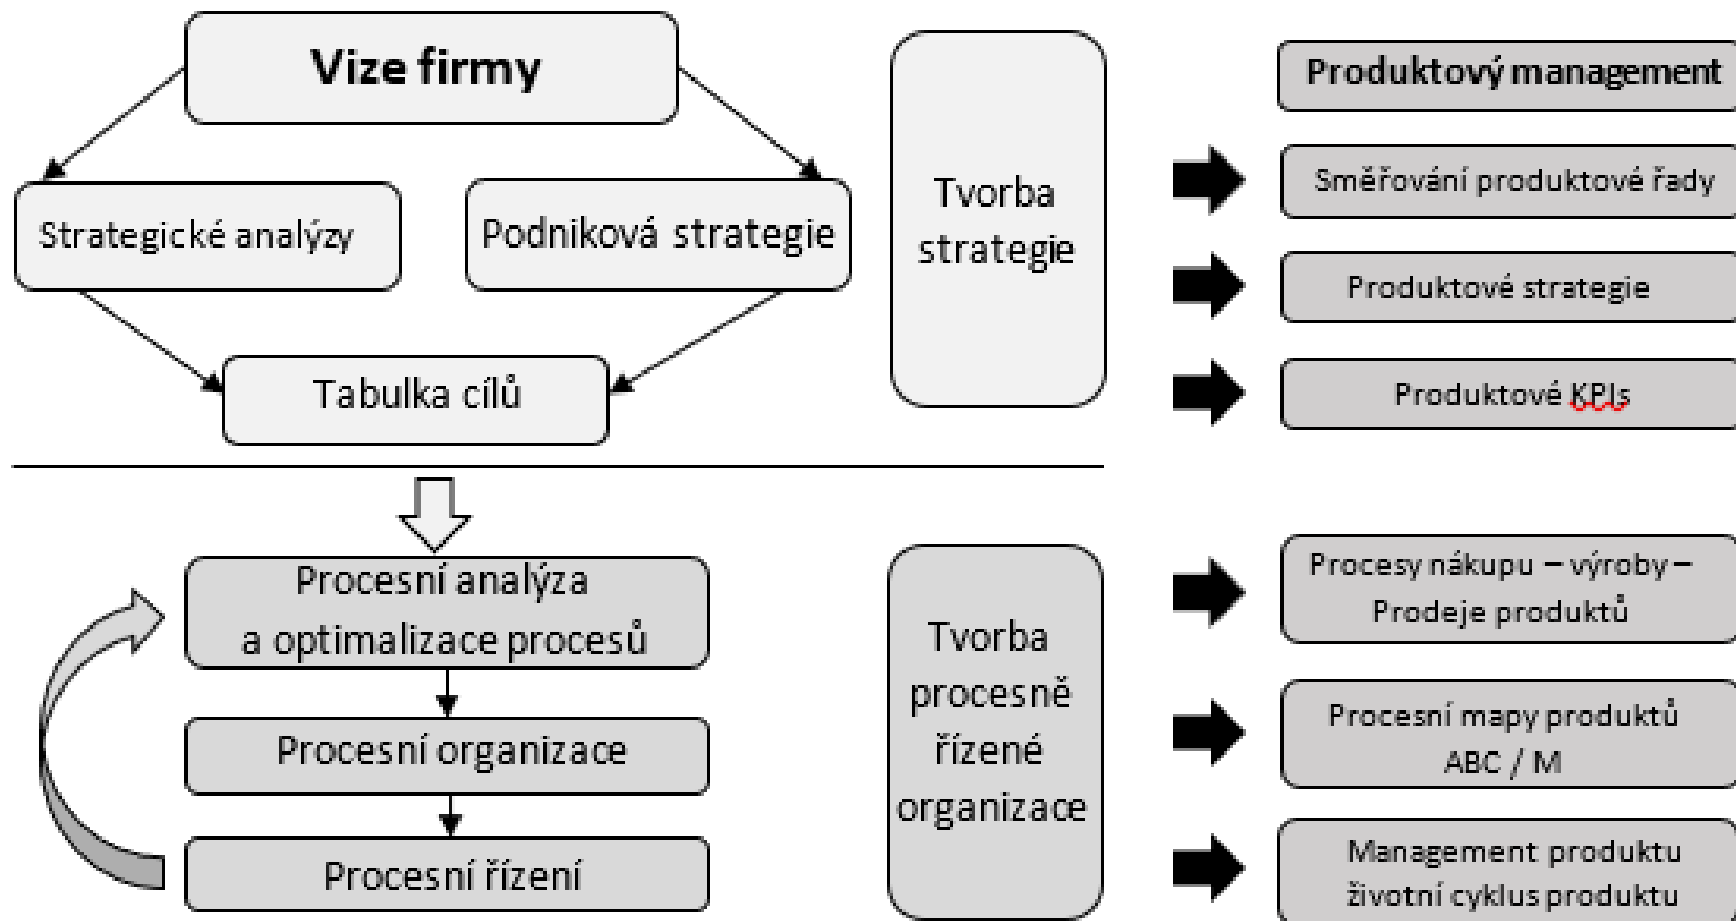 Vize firmy
Strategické analýzy
Podniková strategie
Tabulka cílů
Tvorba
strategie
Produktový management
Směřování produktové řady
Produktové strategie
Produktové KPIs
Procesní analýza
a optimalizace procesů
Procesní organizace
Procesní řízení
Tvorba
procesně
řízené
organizace
Procesy nákupu – výroby –
Prodeje produktů
Procesní mapy produktů
ABC / M
Management produktu
životní cyklus produktu